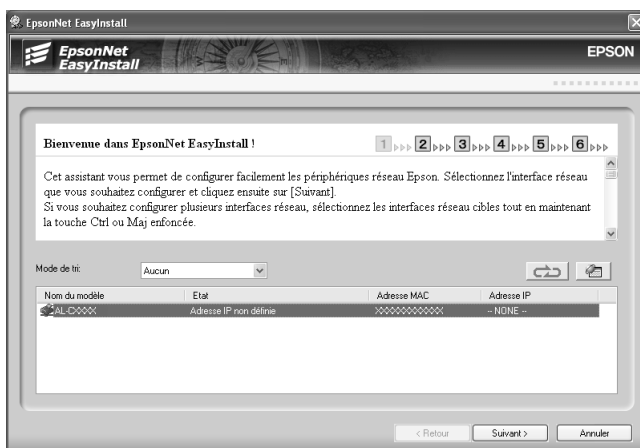 EpsonNet EasyInstall
EpsonNet
EasyInstall
EPSON
Bienvenue dans EpsonNet EasyInstall !
1 2 3 4 5 6
Cet assistant vous permet de configurer facilement les périphériques réseau Epson. Sélectionnez l'interface réseau
que vous souhaitez configurer et cliquez ensuite sur [Suivant].
Si vous souhaitez configurer plusieurs interfaces réseau, sélectionnez les interfaces réseau cibles tout en maintenant
la touche Ctrl ou Maj enfoncée.
Mode de tri: Aucun
Nom du modèle Etat Adresse MAC Adresse IP
AL-CXXXX Adresse IP non définie XXXXXXXXXXXX -- NONE --
< Retour Suivant > Annuler